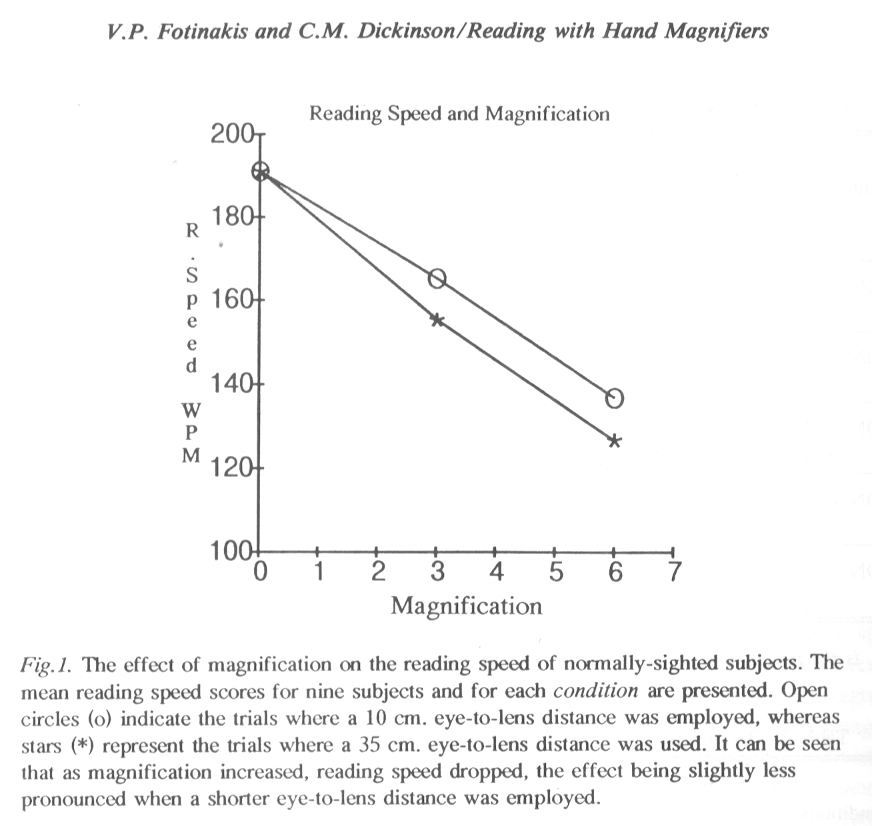 V.P. Fotinakis and C.M. Dickinson/Reading with Hand Magnifiers
Reading Speed and Magnification
200
180
160
140
120
100
R.Speed WPM
0 1 2 3 4 5 6 7
Magnification
Fig.1. The effect of magnification on the reading speed of normally-sighted subjects. The
mean reading speed scores for nine subjects and for each condition are presented. Open
circles (o) indicate the trials where a 10 cm. eye-to-lens distance was employed, whereas
stars (*) represent the trials where a 35 cm. eye-to-lens distance was used. It can be seen
that as magnification increased, reading speed dropped, the effect being slightly less
pronounced when a shorter eye-to-lens distance was employed.